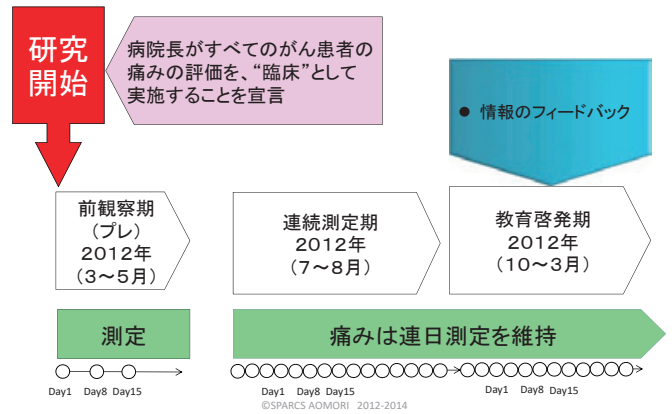 研究
開始
病院長がすべてのがん患者の
痛みの評価を、“臨床”として
実施することを宣言
● 情報のフィードバック
前観察期
(プレ)
2012年
(3～5月)
連続測定期
2012年
(7～8月)
教育啓発期
2012年
(10～3月)
測定
痛みは連日測定を維持
Day1 Day8 Day15
Day1 Day8 Day15
Day1 Day8 Day15
©SPARCS AOMORI 2012-2014